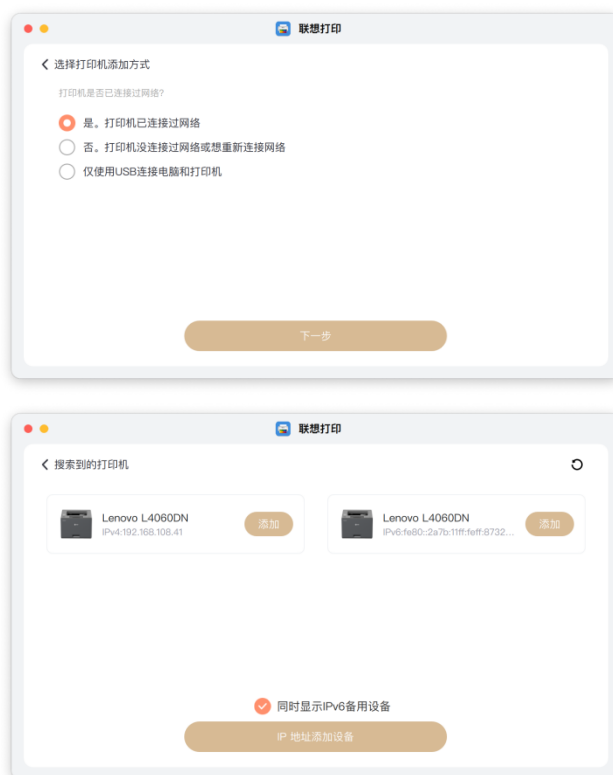 联想打印
选择打印机添加方式
打印机是否已连接过网络?
是。打印机已连接过网络
否。打印机没连接过网络或想重新连接网络
仅使用USB连接电脑和打印机
下一步
联想打印
搜索到的打印机
Lenovo L4060DN
IPv4:192.168.108.41
添加
Lenovo L4060DN
IPv6:fe80::2a7b:11ff:feff:8732...
添加
同时显示IPv6备用设备
IP 地址添加设备